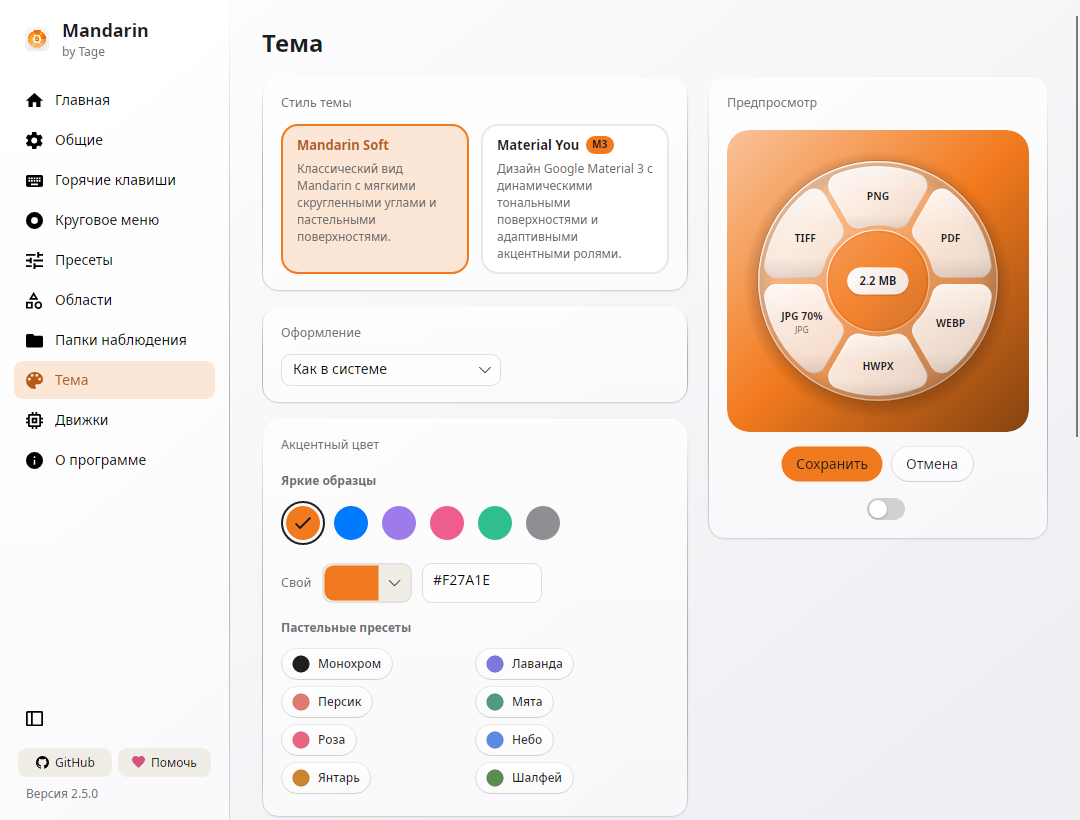 Mandarin
by Tage
Главная
Общие
Горячие клавиши
Круговое меню
Пресеты
Области
Папки наблюдения
Тема
Движки
О программе
GitHub
Помочь
Версия 2.5.0
Тема
Стиль темы
Mandarin Soft
Классический вид
Mandarin с мягкими
скругленными углами и
пастельными
поверхностями.
Material You M3
Дизайн Google Material 3 с
динамическими
тональными
поверхностями и
адаптивными
акцентными ролями.
Оформление
Как в системе
Акцентный цвет
Яркие образцы
Свой
#F27A1E
Пастельные пресеты
Монохром
Лаванда
Персик
Мята
Роза
Небо
Янтарь
Шалфей
Предпросмотр
PNG
TIFF
PDF
2.2 MB
JPG 70%
JPG
WEBP
HWPX
Сохранить
Отмена